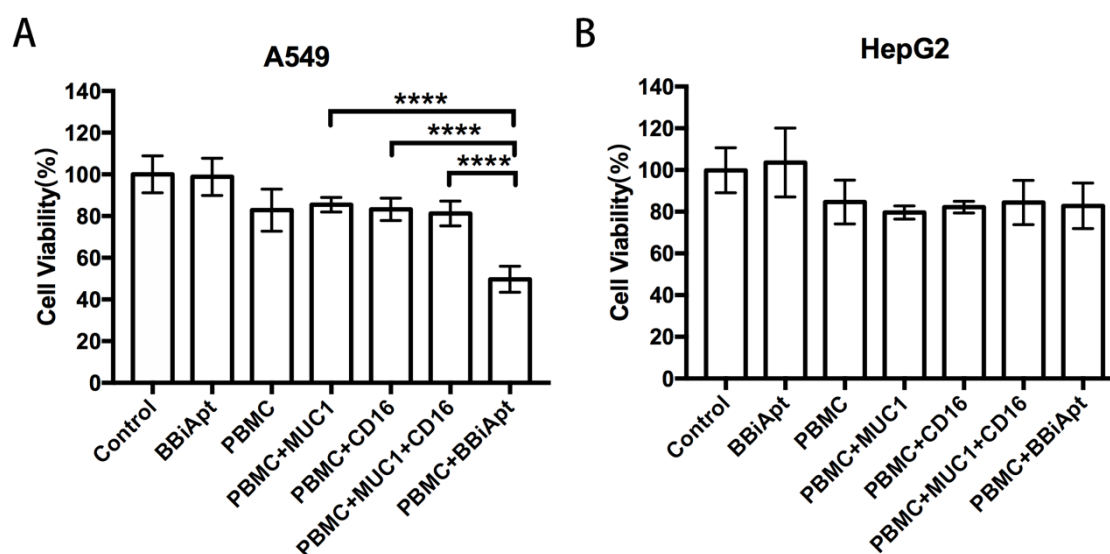 A
A549
Cell Viability(%)
140
120
100
80
60
40
20
0
****
****
****
Control
BBiApt
PBMC
PBMC+MUC1
PBMC+CD16
PBMC+MUC1+CD16
PBMC+BBiApt
B
HepG2
Cell Viability(%)
140
120
100
80
60
40
20
0
Control
BBiApt
PBMC
PBMC+MUC1
PBMC+CD16
PBMC+MUC1+CD16
PBMC+BBiApt